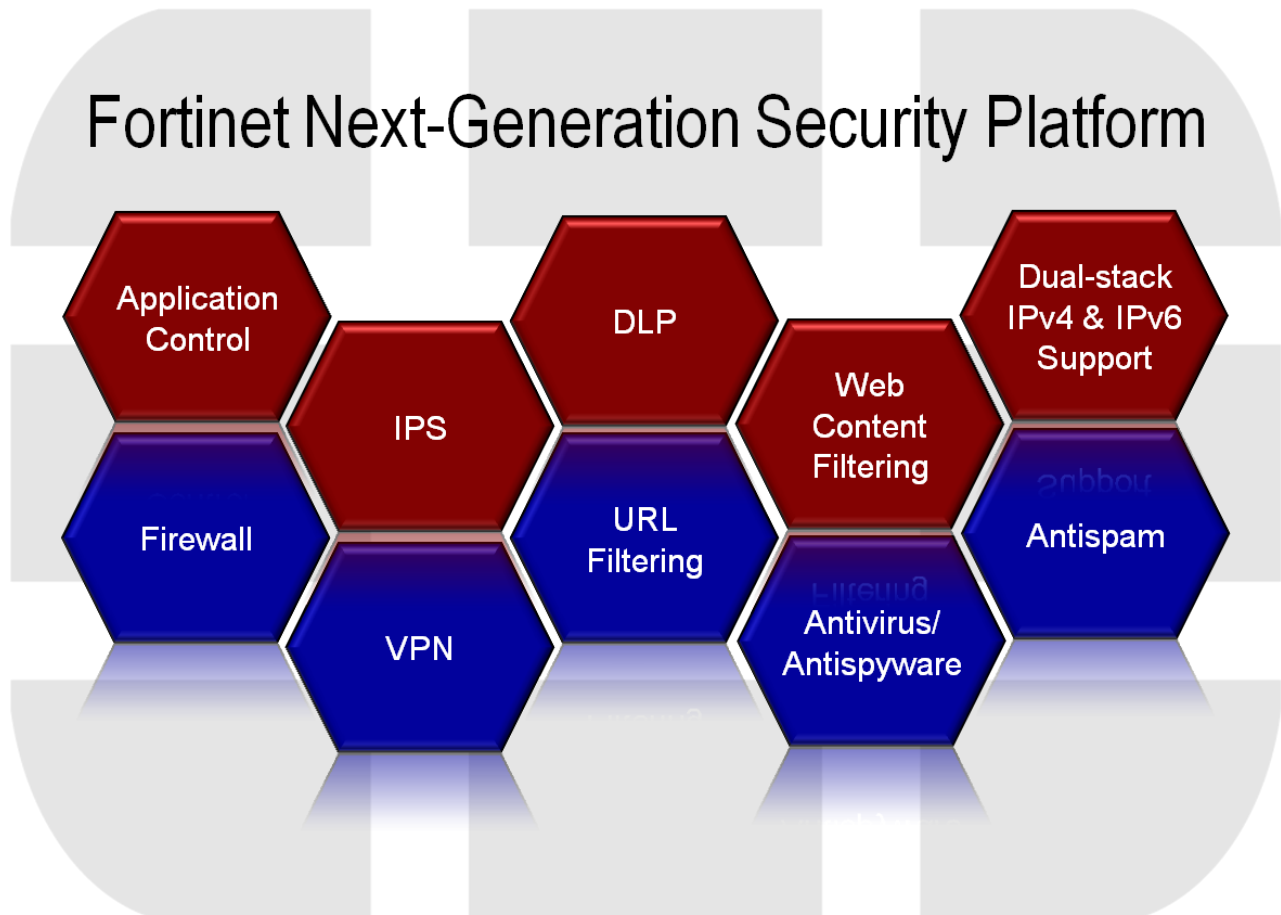 Fortinet Next-Generation Security Platform
Application
Control
IPS
DLP
Web
Content
Filtering
Dual-stack
IPv4 & IPv6
Support
Firewall
VPN
URL
Filtering
Antivirus/
Antispyware
Antispam